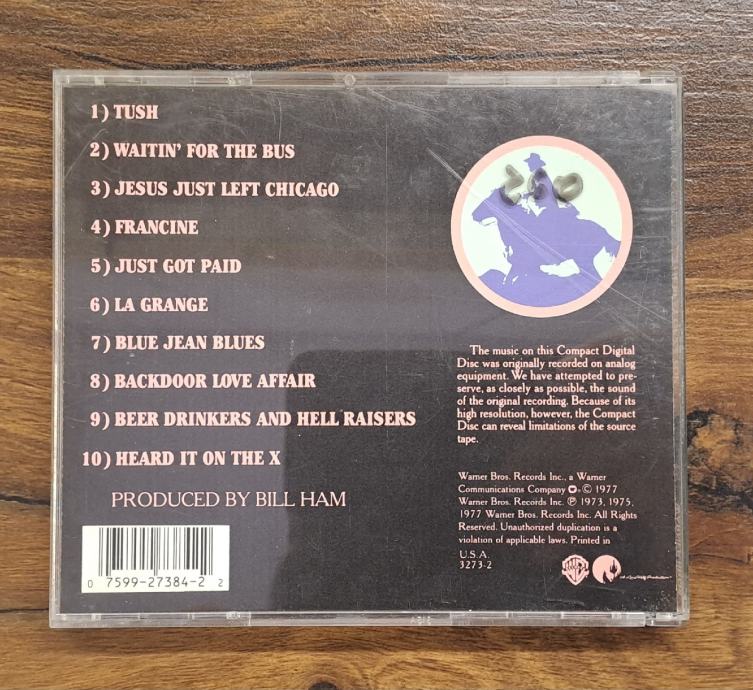 1) TUSH
2) WAITIN' FOR THE BUS
3) JESUS JUST LEFT CHICAGO
4) FRANCINE
5) JUST GOT PAID
6) LA GRANGE
7) BLUE JEAN BLUES
8) BACKDOOR LOVE AFFAIR
9) BEER DRINKERS AND HELL RAISERS
10) HEARD IT ON THE X
PRODUCED BY BILL HAM
0 7599-27384-2 2
The music on this Compact Digital
Disc was originally recorded on analog
equipment. We have attempted to pre-
serve, as closely as possible, the sound
of the original recording. Because of its
high resolution, however, the Compact
Disc can reveal limitations of the source
tape.
Warner Bros. Records Inc., a Warner
Communications Company. © 1977
Warner Bros. Records Inc. ℗ 1973, 1975,
1977 Warner Bros. Records Inc. All Rights
Reserved. Unauthorized duplication is a
violation of applicable laws. Printed in
U.S.A.
3273-2